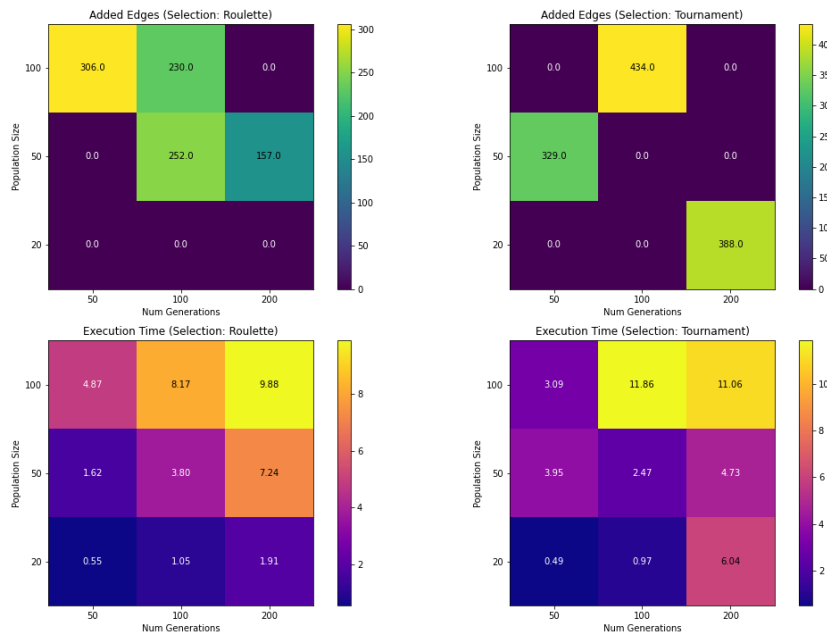 Added Edges (Selection: Roulette)
Population Size
100
50
20
306.0 230.0 0.0
0.0 252.0 157.0
0.0 0.0 0.0
50 100 200
Num Generations
300
250
200
150
100
50
0
Added Edges (Selection: Tournament)
Population Size
100
50
20
0.0 434.0 0.0
329.0 0.0 0.0
0.0 0.0 388.0
50 100 200
Num Generations
0
Execution Time (Selection: Roulette)
Population Size
100
50
20
4.87 8.17 9.88
1.62 3.80 7.24
0.55 1.05 1.91
50 100 200
Num Generations
8
6
4
2
Execution Time (Selection: Tournament)
Population Size
100
50
20
3.09 11.86 11.06
3.95 2.47 4.73
0.49 0.97 6.04
50 100 200
Num Generations
10
8
6
4
2